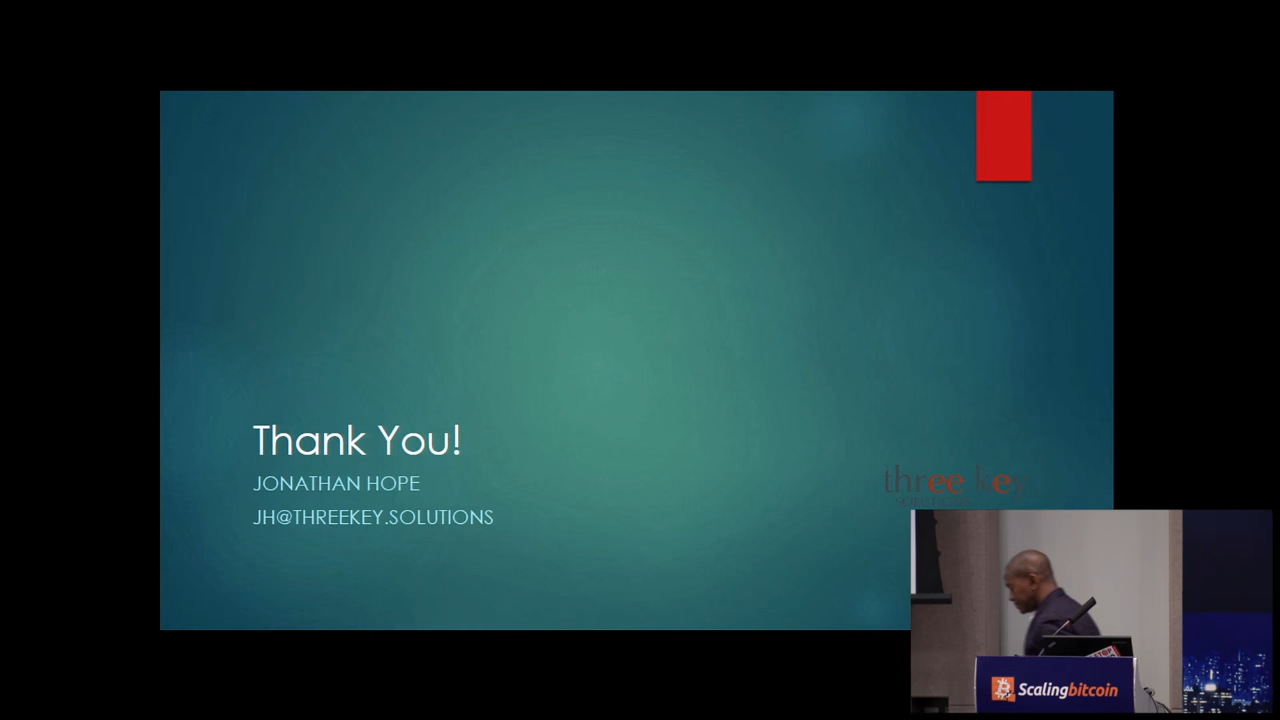 Thank You!
JONATHAN HOPE
JH@THREEKEY.SOLUTIONS
three key
Scalingbitcoin